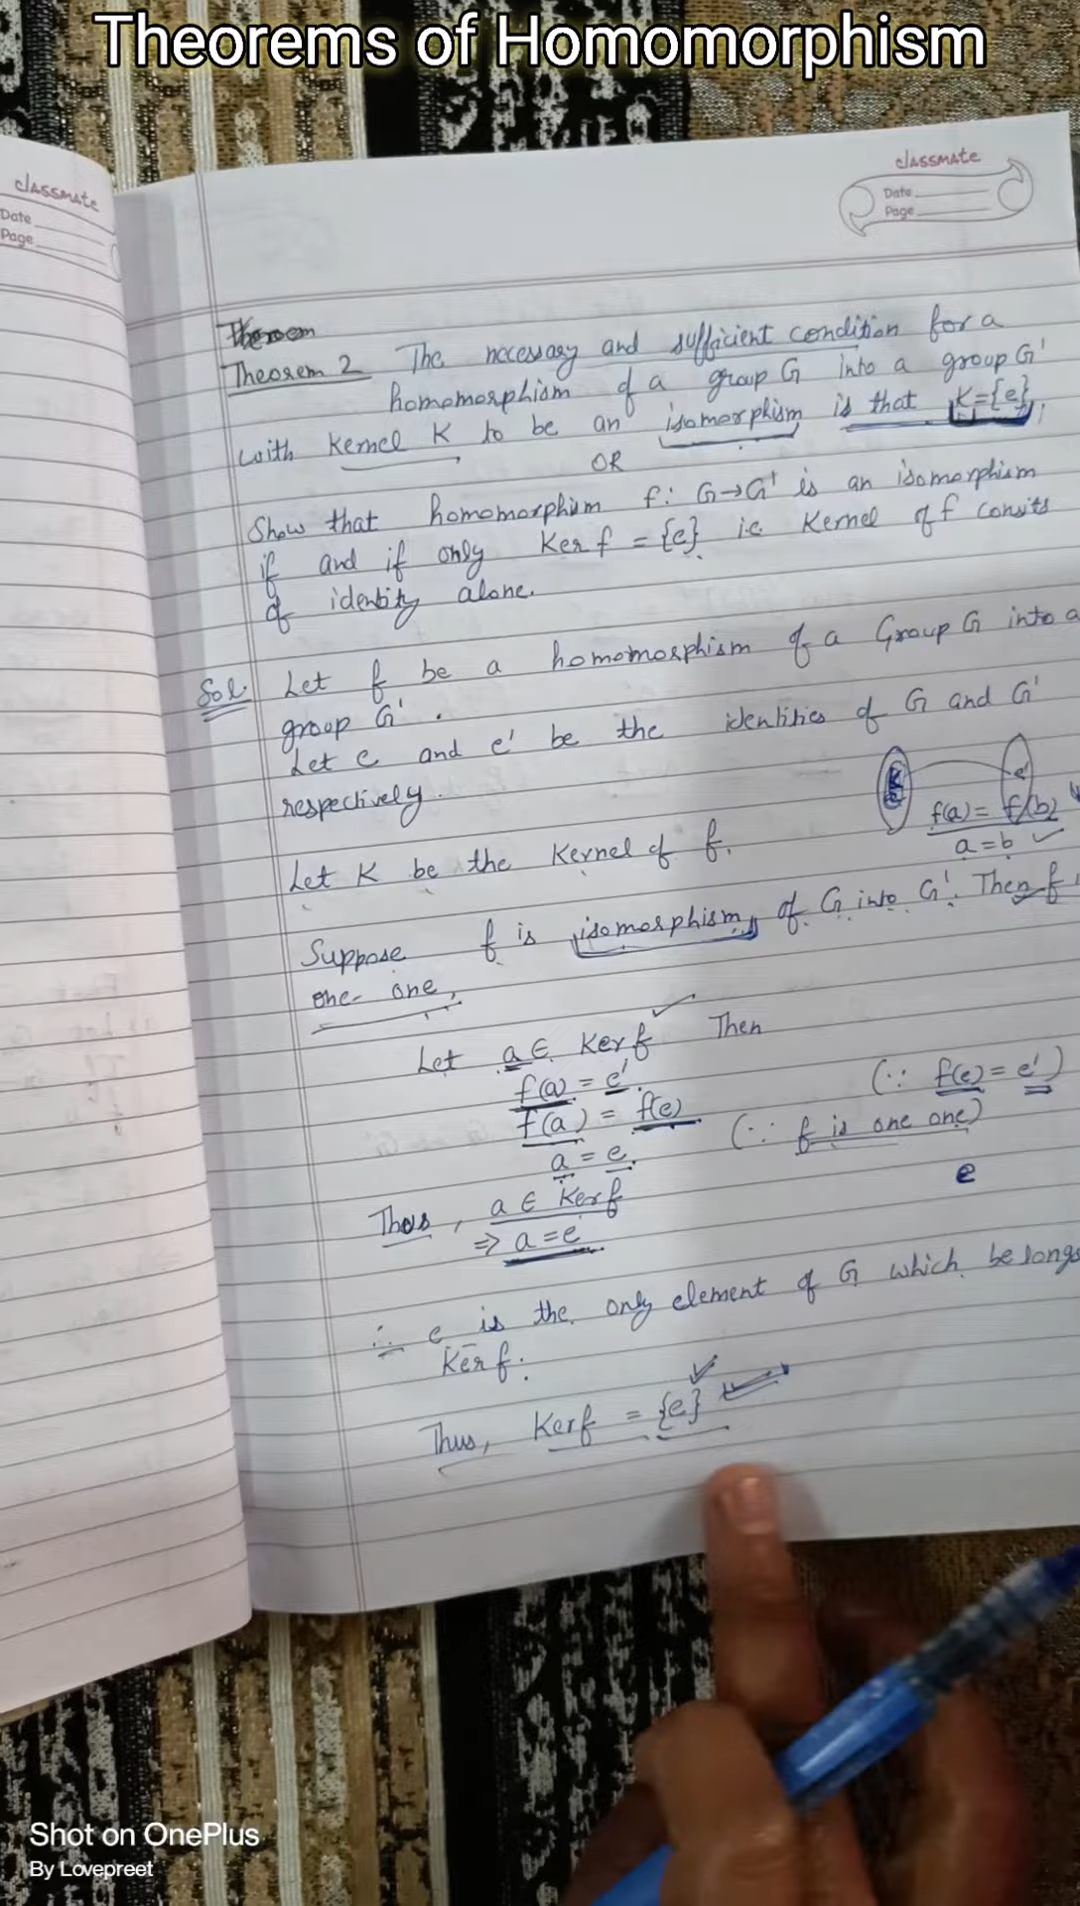 Theorems of Homomorphism
classmate
Date
Page
classmate
Date
Page
Theorem 2 The necessary and sufficient condition for a
homomorphism of a group G into a group G'
with Kernel K to be an isomorphism is that K={e},
OR
Show that homomorphism f: G→G' is an isomorphism
if and if only Ker f = {e} i.e Kernel of f consits
of identity alone.
Sol Let f be a homomorphism of a Group G into a
group G'.
Let e and e' be the identities of G and G'
respectively.
e'
f(a) = f(b)
a=b
Let K be the Kernel of f.
Suppose f is isomorphism of G into G'. Then f
one-one,
Let a ∈ Ker f Then
f(a) = e'
f(a) = f(e) (∵ f(e) = e')
a = e (∵ f is one one)
e
Thus, a ∈ Ker f
⇒ a=e
∴ e is the only element of G which belongs
Ker f.
Thus, Ker f = {e}
Shot on OnePlus
By Lovepreet